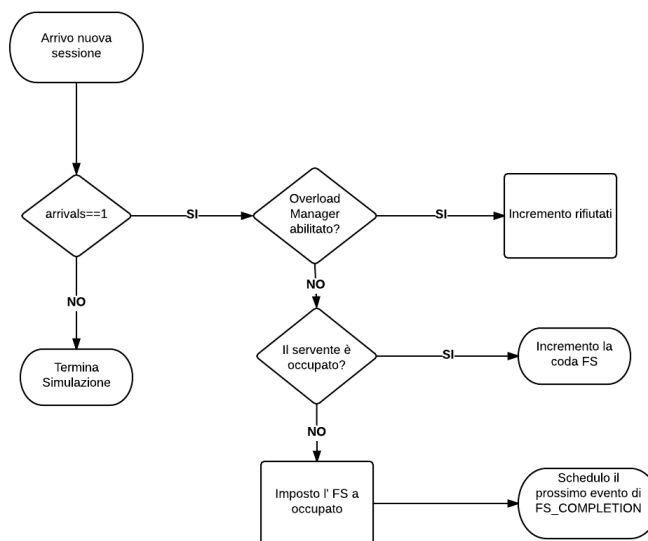 Arrivo nuova
sessione
arrivals==1
SI
Overload
Manager
abilitato?
SI
Incremento rifiutati
NO
NO
Termina
Simulazione
Il servente è
occupato?
SI
Incremento la
coda FS
NO
Imposto l' FS a
occupato
Schedulo il
prossimo evento di
FS_COMPLETION